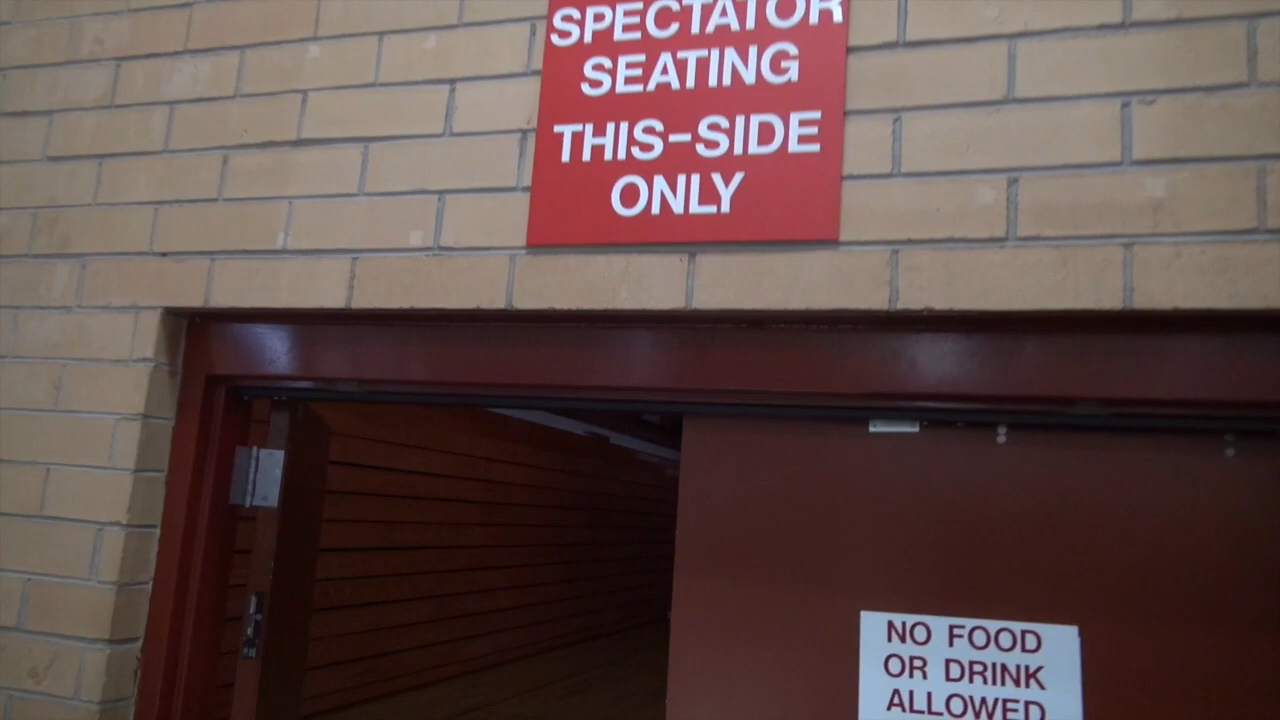 SPECTATOR
SEATING
THIS-SIDE
ONLY
NO FOOD
OR DRINK
ALLOWED